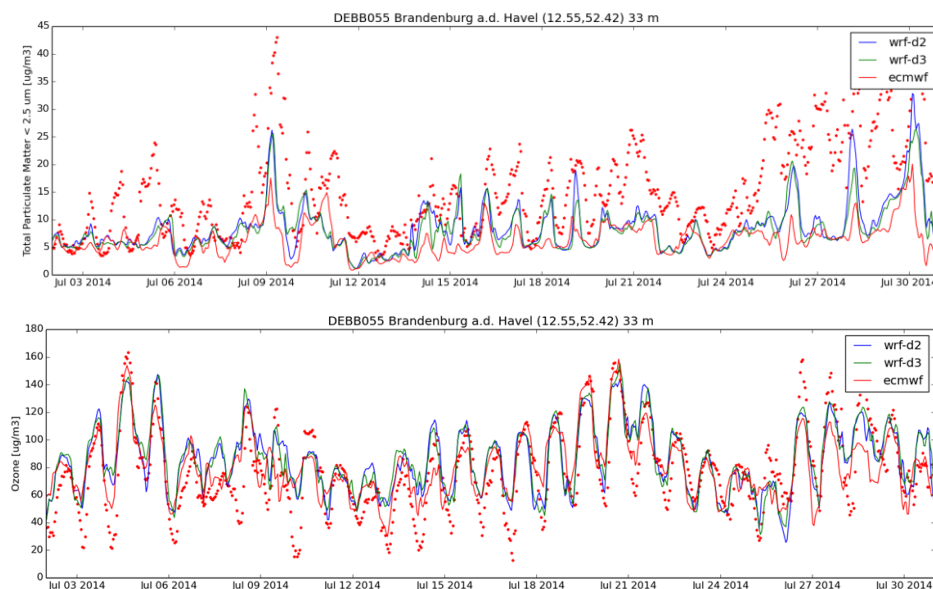 DEBB055 Brandenburg a.d. Havel (12.55,52.42) 33 m
45
40
35
30
25
20
15
10
5
0
Total Particulate Matter < 2.5 um [ug/m3]
wrf-d2
wrf-d3
ecmwf
Jul 03 2014 Jul 06 2014 Jul 09 2014 Jul 12 2014 Jul 15 2014 Jul 18 2014 Jul 21 2014 Jul 24 2014 Jul 27 2014 Jul 30 2014
DEBB055 Brandenburg a.d. Havel (12.55,52.42) 33 m
180
160
140
120
100
80
60
40
20
0
Ozone [ug/m3]
wrf-d2
wrf-d3
ecmwf
Jul 03 2014 Jul 06 2014 Jul 09 2014 Jul 12 2014 Jul 15 2014 Jul 18 2014 Jul 21 2014 Jul 24 2014 Jul 27 2014 Jul 30 2014